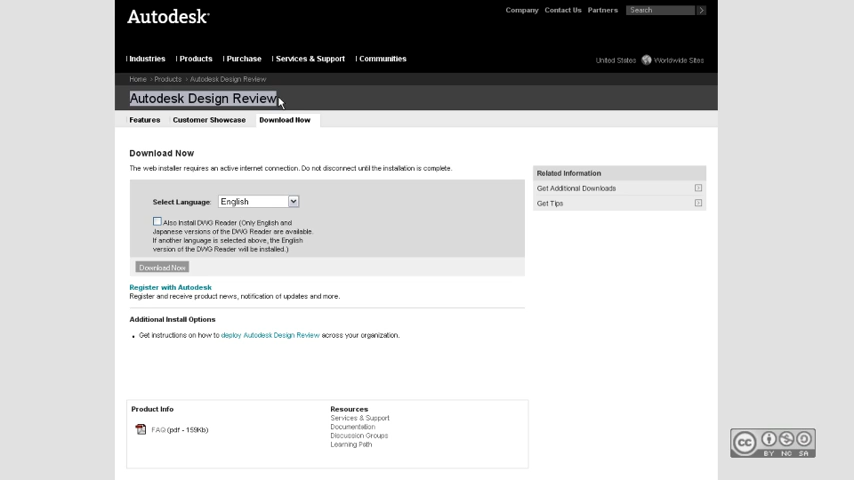 Autodesk
Company Contact Us Partners Search
Industries Products Purchase Services & Support Communities
United States Worldwide Sites
Home › Products › Autodesk Design Review
Autodesk Design Review
Features Customer Showcase Download Now
Download Now
The web installer requires an active internet connection. Do not disconnect until the installation is complete.
Select Language: English
Also Install DWG Reader (Only English and
Japanese versions of the DWG Reader are available.
If another language is selected above, the English
version of the DWG Reader will be installed.)
Download Now
Related Information
Get Additional Downloads
Get Tips
Register with Autodesk
Register and receive product news, notification of updates and more.
Additional Install Options
• Get instructions on how to deploy Autodesk Design Review across your organization.
Product Info
FAQ (pdf - 159Kb)
Resources
Services & Support
Documentation
Discussion Groups
Learning Path
cc
BY NC SA